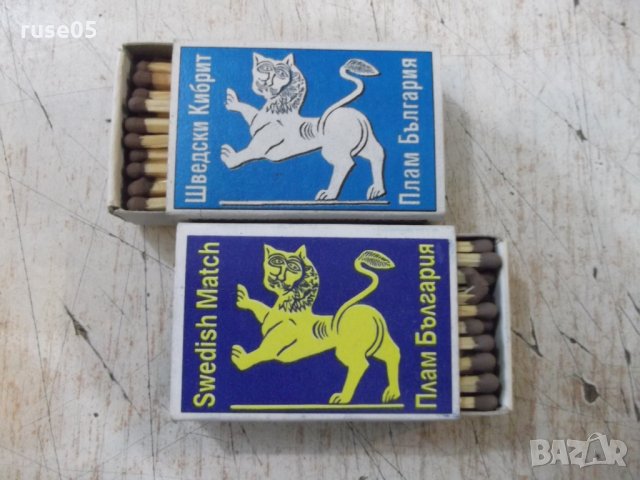 ruse05
Шведски Кибрит
Плам България
Swedish Match
Плам България
BAZAR